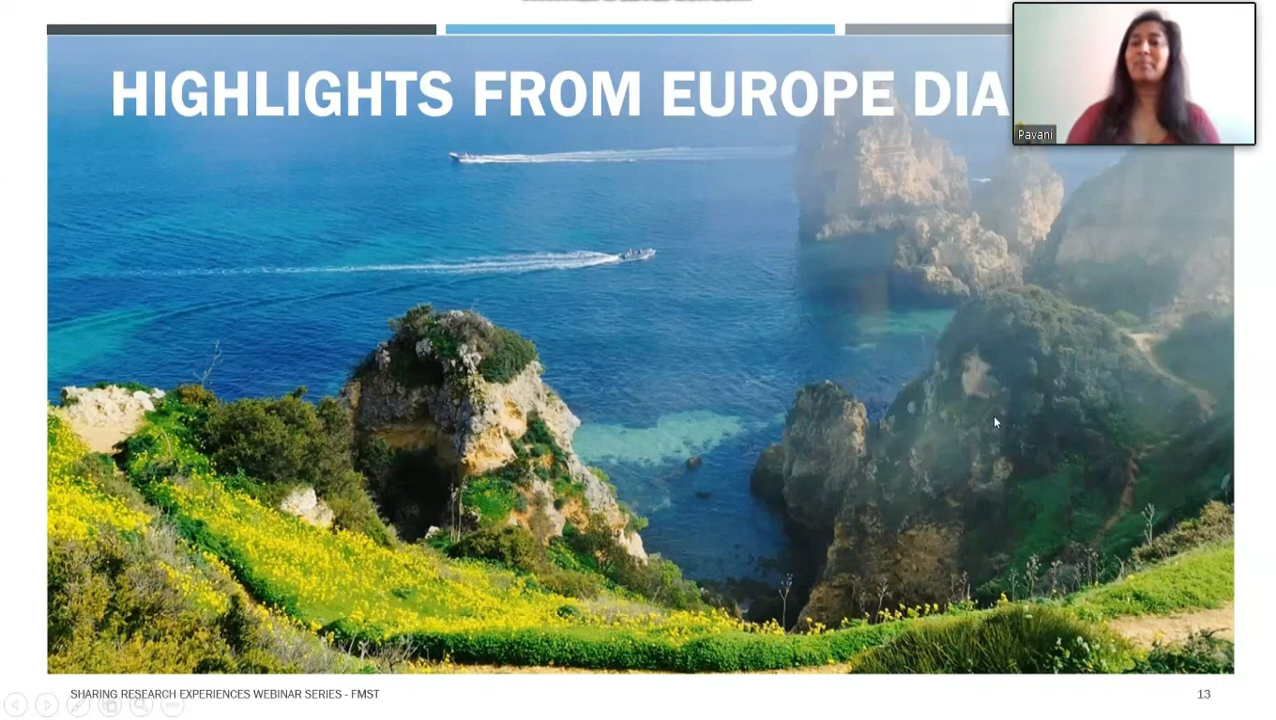 HIGHLIGHTS FROM EUROPE DIA
Pavani
SHARING RESEARCH EXPERIENCES WEBINAR SERIES - FMST
13